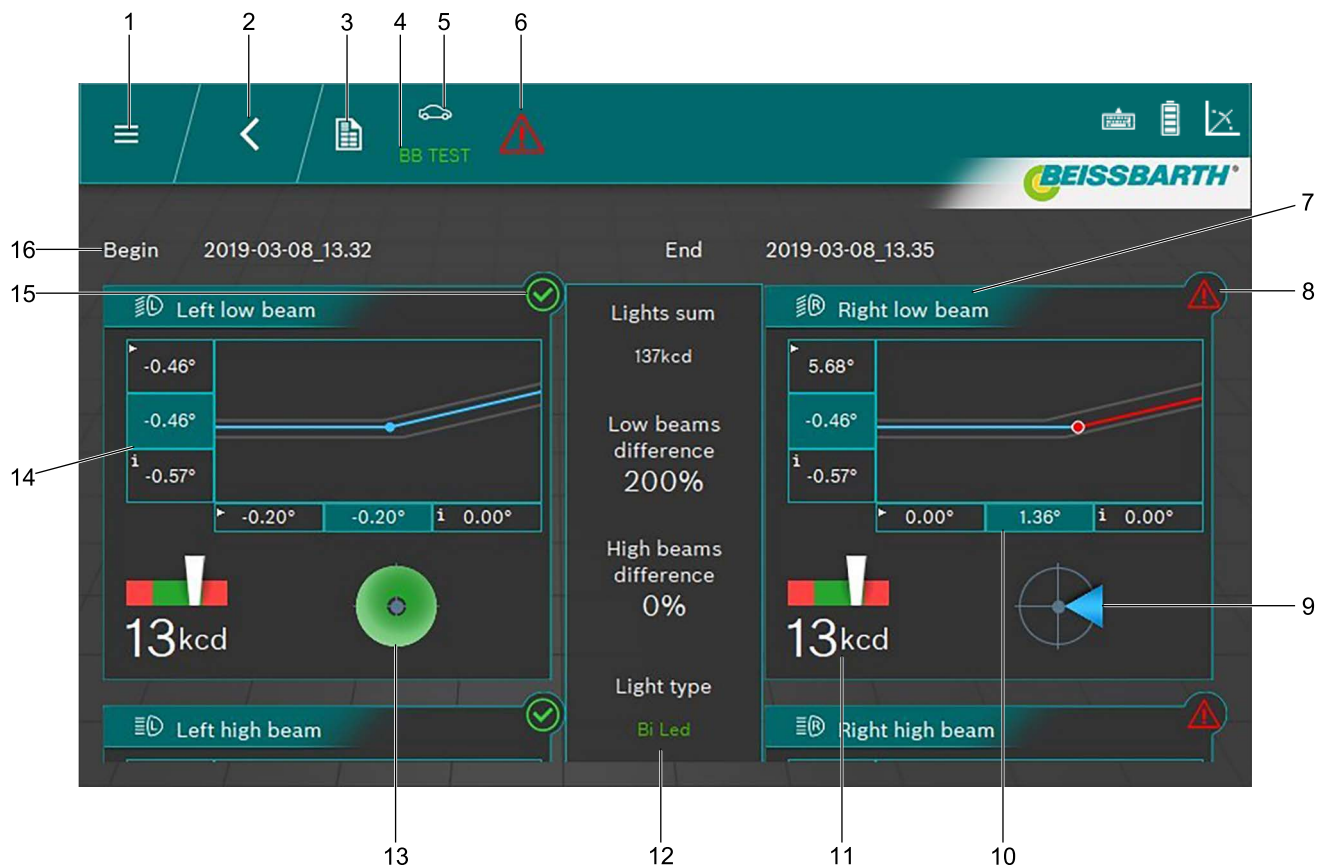 1 2 3 4 5 6
BB TEST
BEISSBARTH
7
16 Begin 2019-03-08_13.32 End 2019-03-08_13.35
15 8
Left low beam
-0.46°
-0.46°
i -0.57°
-0.20° -0.20° i 0.00°
14
13kcd
Lights sum
137kcd
Low beams
difference
200%
High beams
difference
0%
Light type
Bi Led
Right low beam
5.68°
-0.46°
i -0.57°
0.00° 1.36° i 0.00°
13kcd
9
Left high beam
Right high beam
13 12 11 10